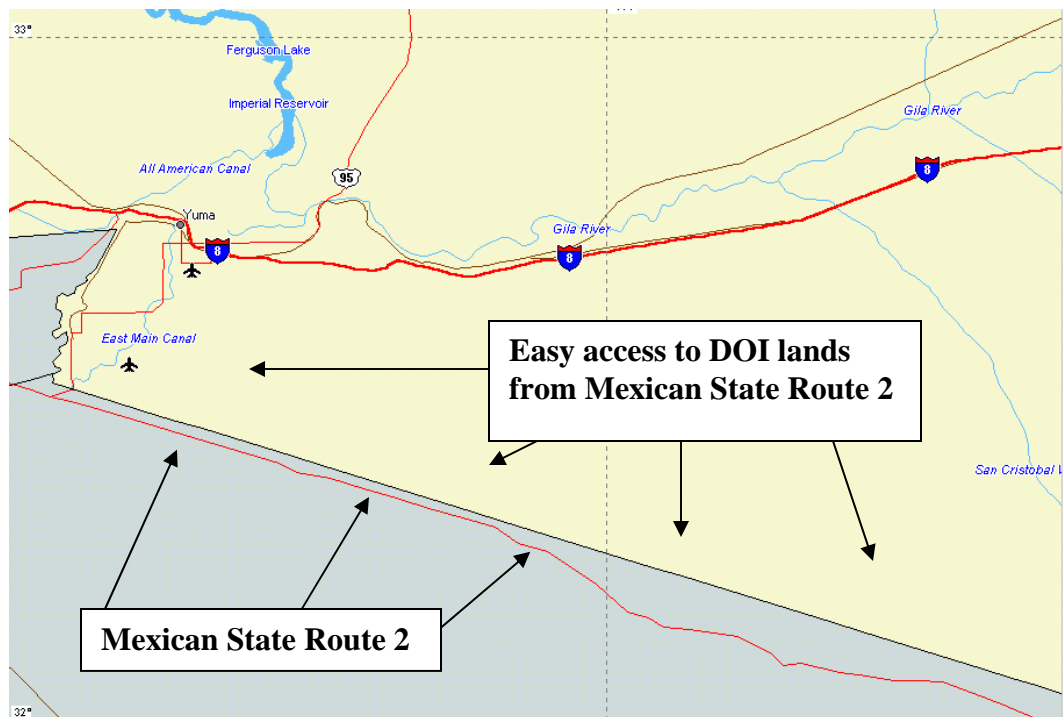 33°
Ferguson Lake
Imperial Reservoir
Gila River
All American Canal
95
8
Yuma
Gila River
8
8
East Main Canal
Easy access to DOI lands
from Mexican State Route 2
San Cristobal
Mexican State Route 2
32°